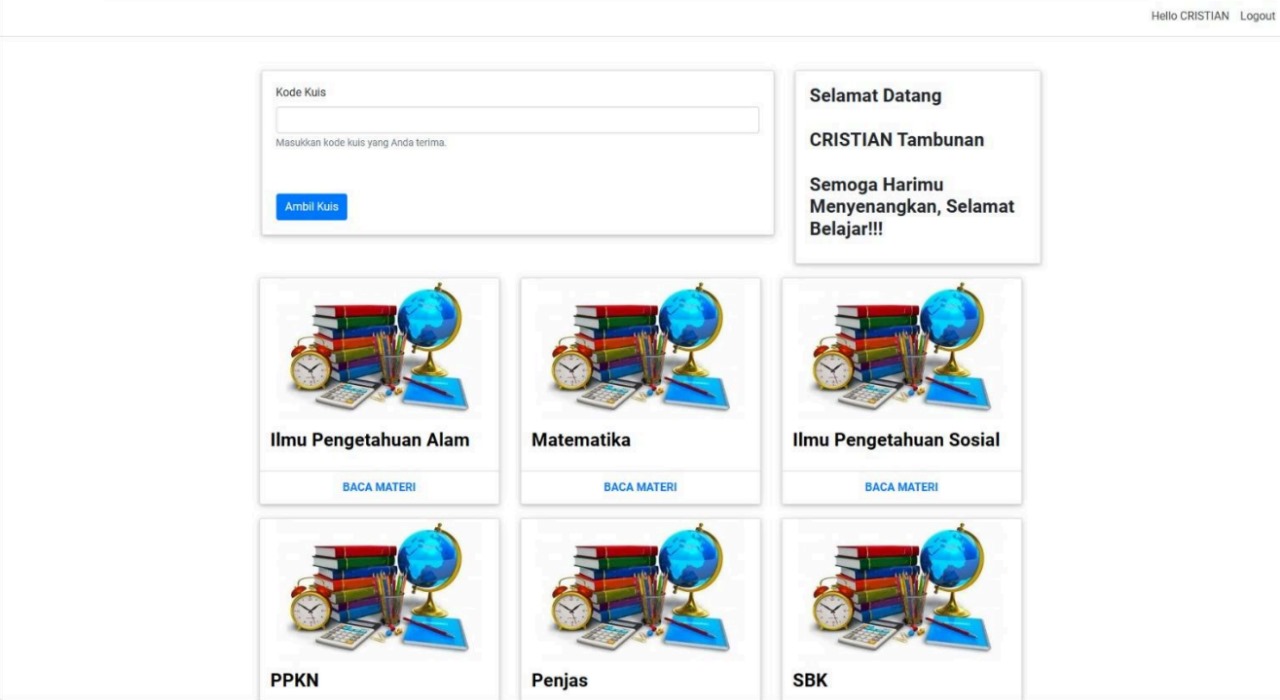 Hello CRISTIAN Logout
Kode Kuis
Masukkan kode kuis yang Anda terima.
Ambil Kuis
Selamat Datang
CRISTIAN Tambunan
Semoga Harimu
Menyenangkan, Selamat
Belajar!!!
Ilmu Pengetahuan Alam
BACA MATERI
Matematika
BACA MATERI
Ilmu Pengetahuan Sosial
BACA MATERI
PPKN
Penjas
SBK